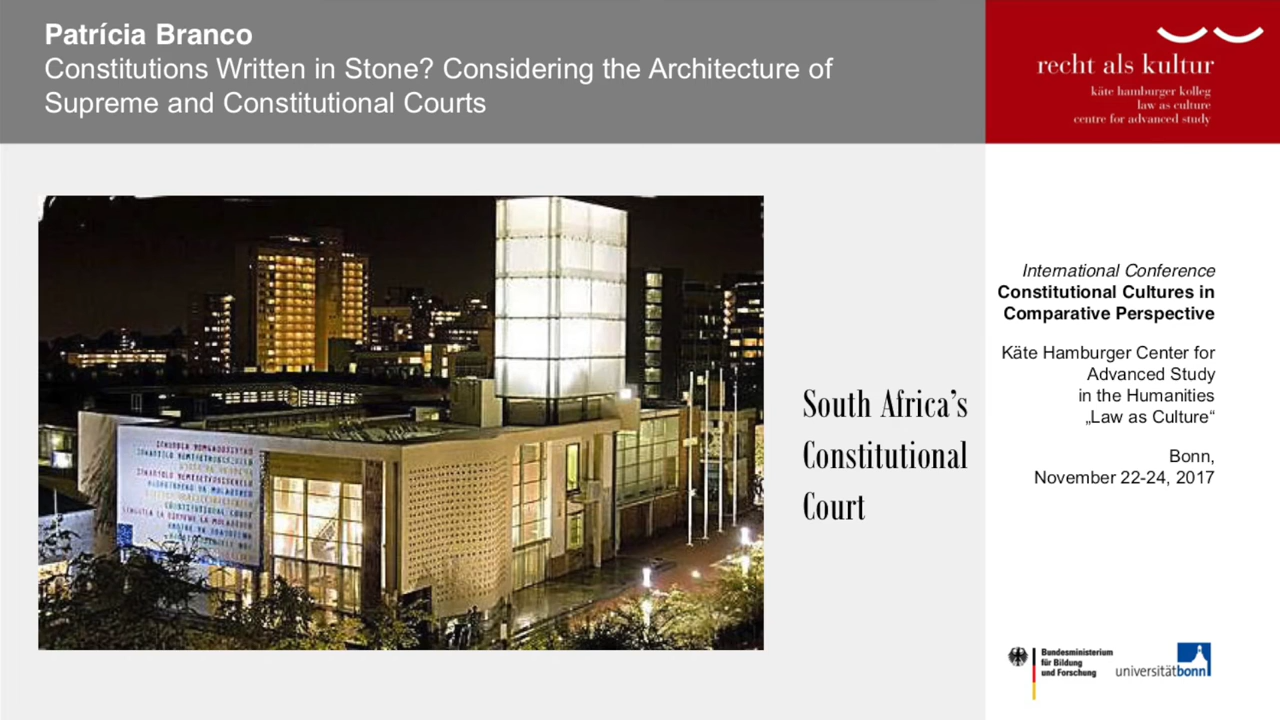 Patrícia Branco
Constitutions Written in Stone? Considering the Architecture of
Supreme and Constitutional Courts
recht als kultur
käte hamburger kolleg
law as culture
centre for advanced study
CONSTITUTIONAL COURT
South Africa’s
Constitutional
Court
International Conference
Constitutional Cultures in
Comparative Perspective
Käte Hamburger Center for
Advanced Study
in the Humanities
„Law as Culture“
Bonn,
November 22-24, 2017
Bundesministerium
für Bildung
und Forschung
universitätbonn